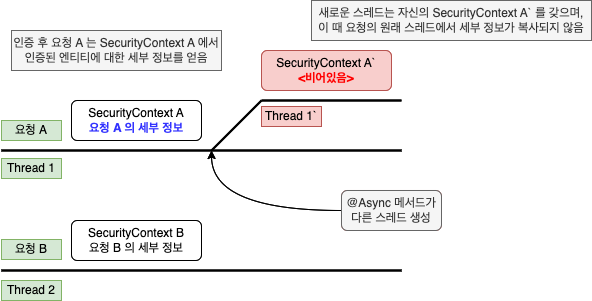 새로운 스레드는 자신의 SecurityContext A` 를 갖으며,
이 때 요청의 원래 스레드에서 세부 정보가 복사되지 않음
인증 후 요청 A 는 SecurityContext A 에서
인증된 엔티티에 대한 세부 정보를 얻음
SecurityContext A`
<비어있음>
SecurityContext A
요청 A 의 세부 정보
요청 A
Thread 1`
Thread 1
@Async 메서드가
다른 스레드 생성
SecurityContext B
요청 B 의 세부 정보
요청 B
Thread 2